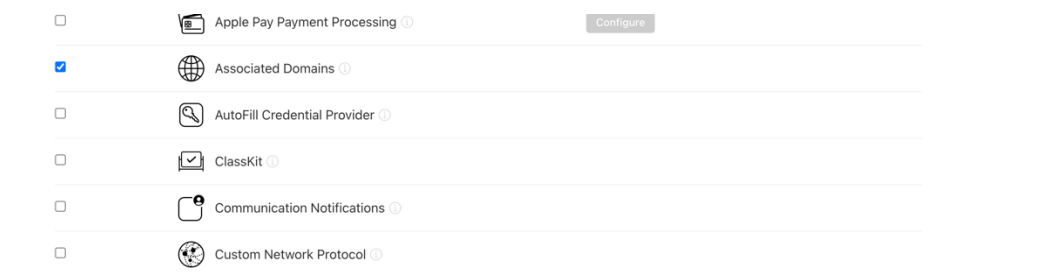 Apple Pay Payment Processing
Configure
Associated Domains
AutoFill Credential Provider
ClassKit
Communication Notifications
Custom Network Protocol